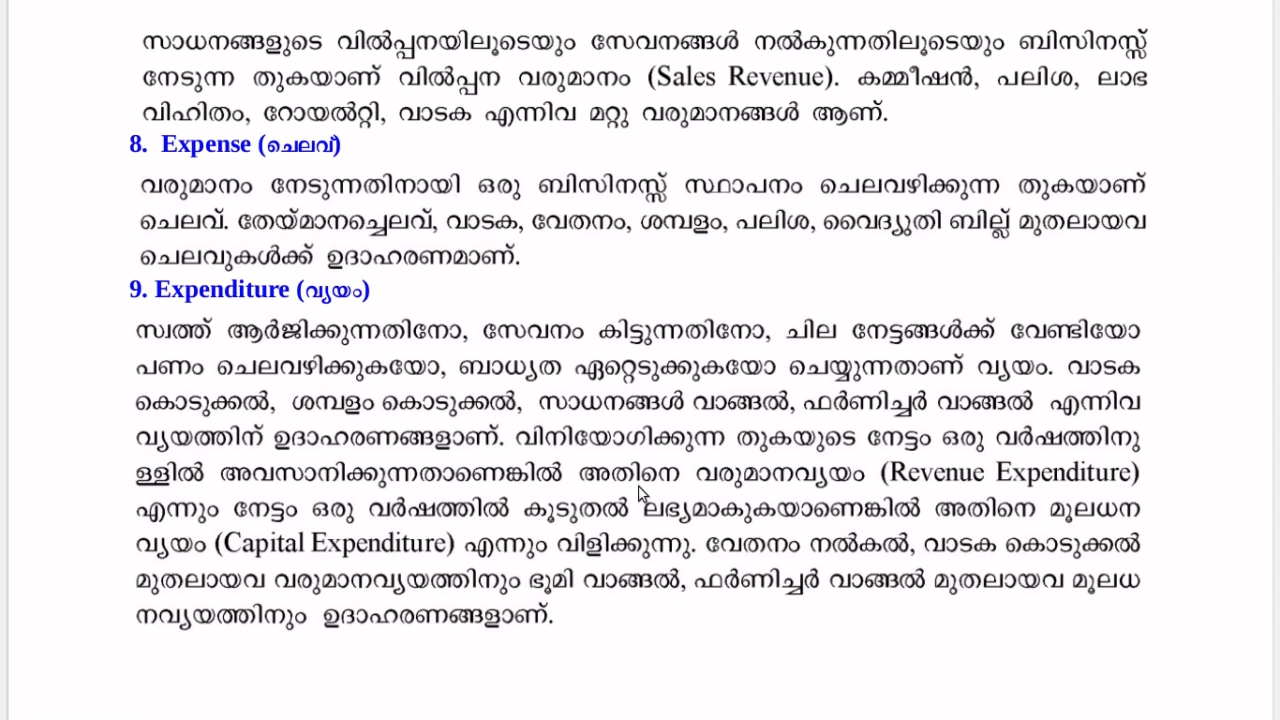 സാധനങ്ങളുടെ വിൽപ്പനയിലൂടെയും സേവനങ്ങൾ നൽകുന്നതിലൂടെയും ബിസിനസ്സ്
നേടുന്ന തുകയാണ് വിൽപ്പന വരുമാനം (Sales Revenue). കമ്മീഷൻ, പലിശ, ലാഭ
വിഹിതം, റോയൽറ്റി, വാടക എന്നിവ മറ്റു വരുമാനങ്ങൾ ആണ്.
8. Expense (ചെലവ്)
വരുമാനം നേടുന്നതിനായി ഒരു ബിസിനസ്സ് സ്ഥാപനം ചെലവഴിക്കുന്ന തുകയാണ്
ചെലവ്. തേയ്മാനച്ചെലവ്, വാടക, വേതനം, ശമ്പളം, പലിശ, വൈദ്യുതി ബില്ല് മുതലായവ
ചെലവുകൾക്ക് ഉദാഹരണമാണ്.
9. Expenditure (വ്യയം)
സ്വത്ത് ആർജിക്കുന്നതിനോ, സേവനം കിട്ടുന്നതിനോ, ചില നേട്ടങ്ങൾക്ക് വേണ്ടിയോ
പണം ചെലവഴിക്കുകയോ, ബാധ്യത ഏറ്റെടുക്കുകയോ ചെയ്യുന്നതാണ് വ്യയം. വാടക
കൊടുക്കൽ, ശമ്പളം കൊടുക്കൽ, സാധനങ്ങൾ വാങ്ങൽ, ഫർണിച്ചർ വാങ്ങൽ എന്നിവ
വ്യയത്തിന് ഉദാഹരണങ്ങളാണ്. വിനിയോഗിക്കുന്ന തുകയുടെ നേട്ടം ഒരു വർഷത്തിനു
ള്ളിൽ അവസാനിക്കുന്നതാണെങ്കിൽ അതിനെ വരുമാനവ്യയം (Revenue Expenditure)
എന്നും നേട്ടം ഒരു വർഷത്തിൽ കൂടുതൽ ലഭ്യമാകുകയാണെങ്കിൽ അതിനെ മൂലധന
വ്യയം (Capital Expenditure) എന്നും വിളിക്കുന്നു. വേതനം നൽകൽ, വാടക കൊടുക്കൽ
മുതലായവ വരുമാനവ്യയത്തിനും ഭൂമി വാങ്ങൽ, ഫർണിച്ചർ വാങ്ങൽ മുതലായവ മൂലധ
നവ്യയത്തിനും ഉദാഹരണങ്ങളാണ്.